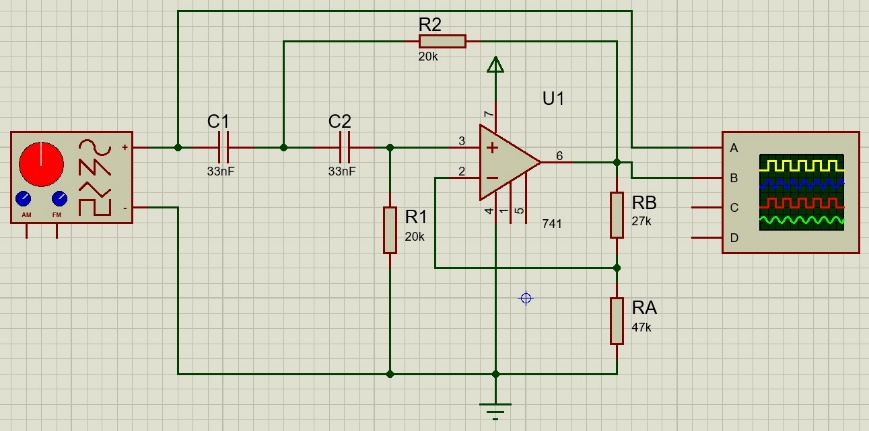 R2
20k
U1
C1
33nF
C2
33nF
+
-
AM
FM
3
2
7
6
4
1
5
741
R1
20k
RB
27k
RA
47k
A
B
C
D